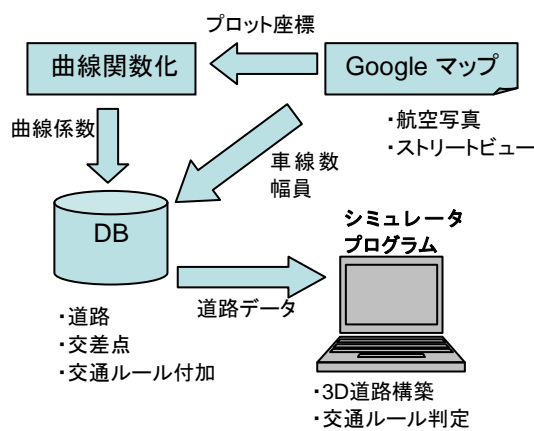 プロット座標
曲線関数化
Google マップ
曲線係数
・航空写真
・ストリートビュー
車線数
幅員
DB
シミュレータ
プログラム
道路データ
・道路
・交差点
・交通ルール付加
・3D道路構築
・交通ルール判定